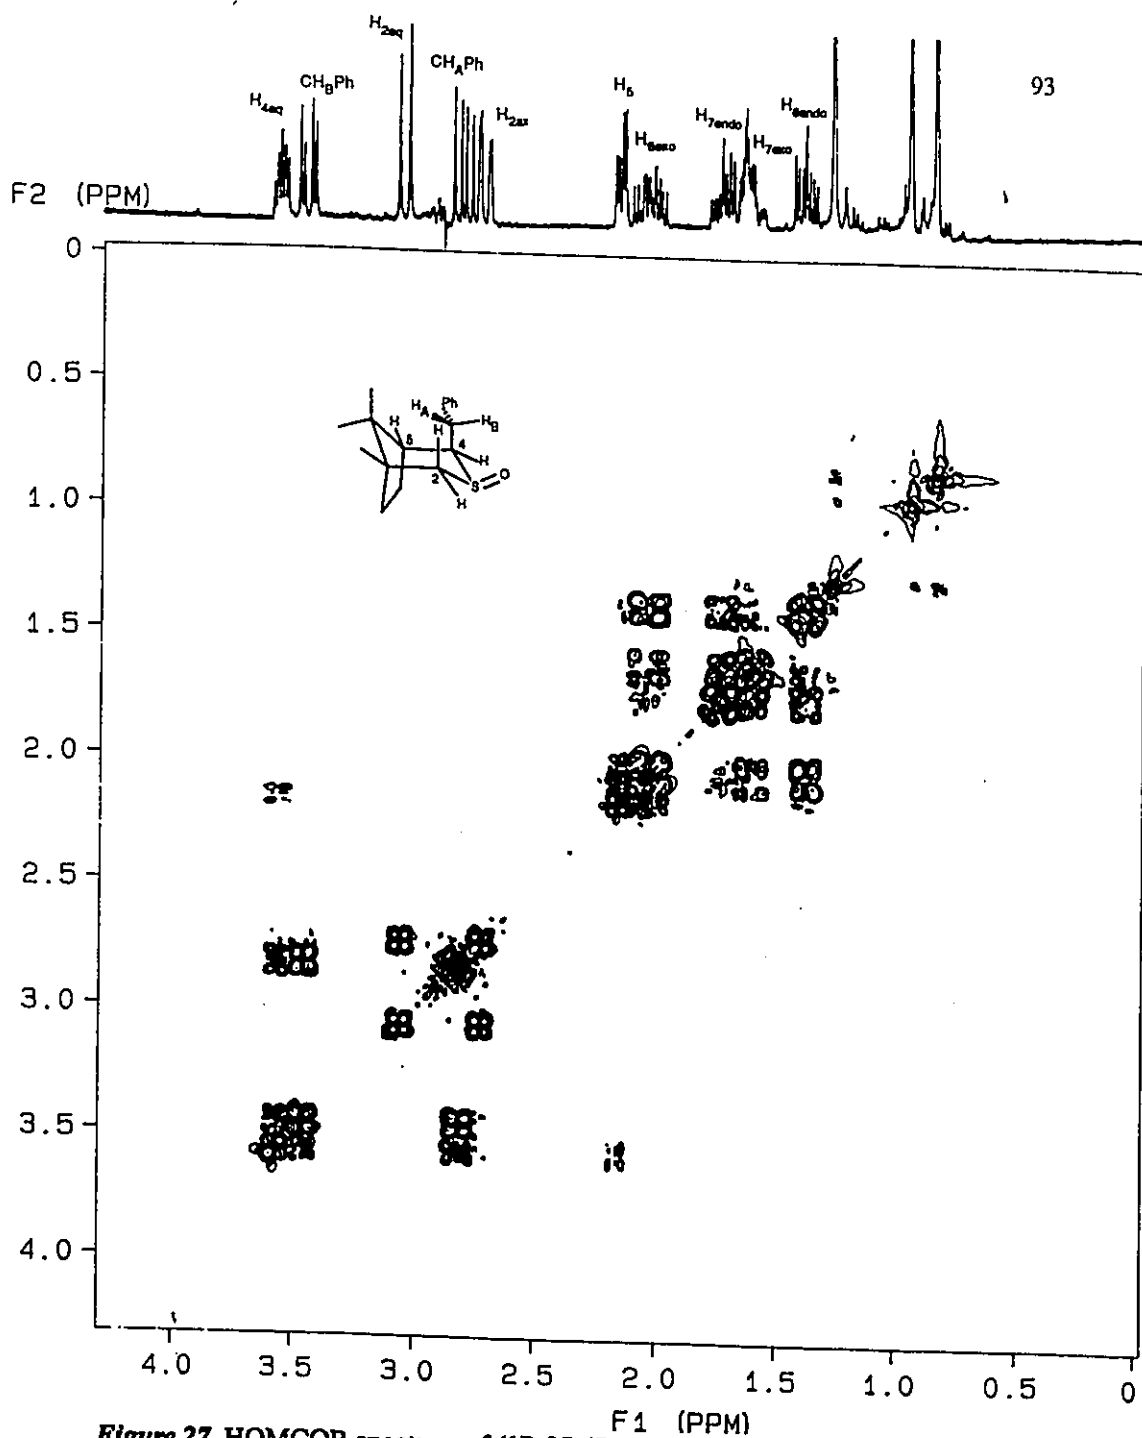 H2eq
CHAPh
CHBPh
H4eq
H2ax
H5
H6exo
H7endo
H7exo
H6endo
93
F2 (PPM)
0
0.5
1.0
1.5
2.0
2.5
3.0
3.5
4.0
Ph
HA
HB
H
H
5
4
H
2
S
O
H
4.0
3.5
3.0
2.5
2.0
1.5
1.0
0.5
0
F1 (PPM)
Figure 27. HOMCOR